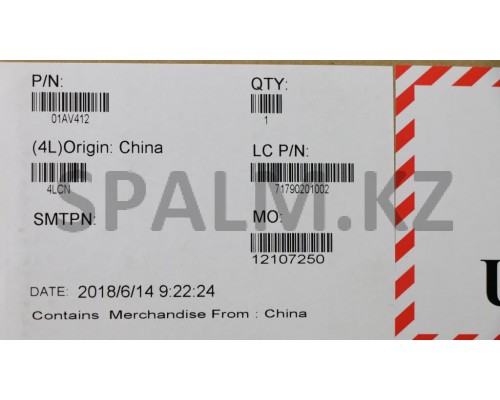 P/N:
01AV412
QTY:
1
(4L)Origin: China
4LCN
LC P/N:
71790201002
SPALM.KZ
SMTPN:
MO:
12107250
DATE: 2018/6/14 9:22:24
Contains Merchandise From : China